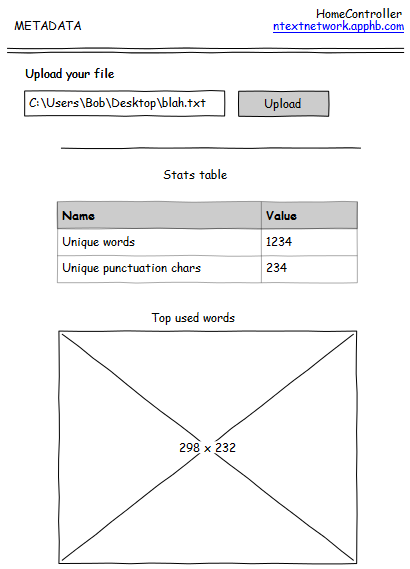 HomeController
METADATA
ntextnetwork.apphb.com
Upload your file
C:\Users\Bob\Desktop\blah.txt Upload
Stats table
Name Value
Unique words 1234
Unique punctuation chars 234
Top used words
298 x 232